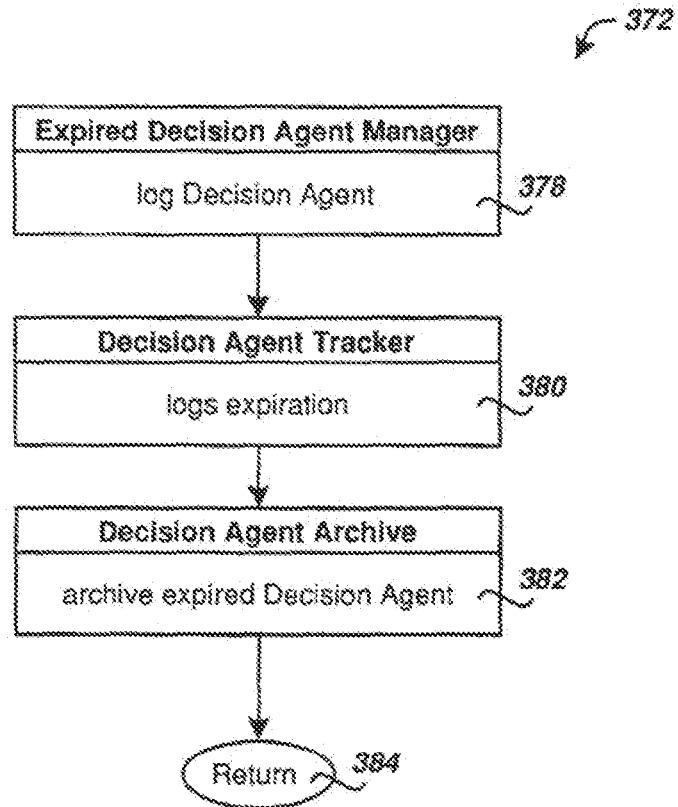 372
Expired Decision Agent Manager
log Decision Agent
378
Decision Agent Tracker
logs expiration
380
Decision Agent Archive
archive expired Decision Agent
382
Return
384